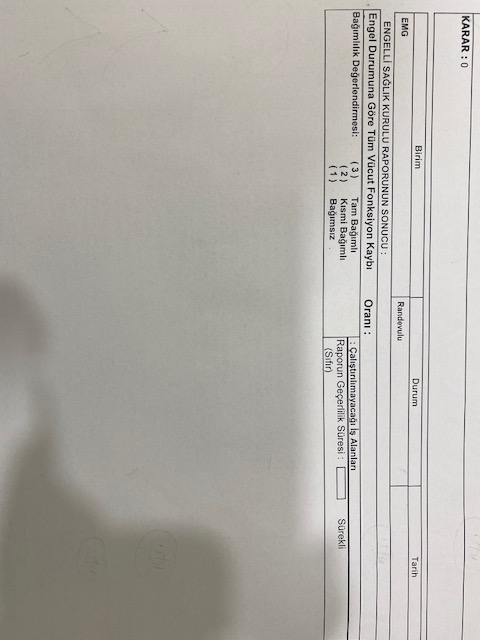 KARAR : 0
Birim Durum Tarih
EMG Randevulu
ENGELLİ SAĞLIK KURULU RAPORUNUN SONUCU :
Engel Durumuna Göre Tüm Vücut Fonksiyon Kaybı Oranı :
Bağımlılık Değerlendirmesi: ( 3 ) Tam Bağımlı
( 2 ) Kısmi Bağımlı
( 1 ) Bağımsız
: Çalıştırılmayacağı İş Alanları
Raporun Geçerlilik Süresi : Sürekli
(Sıfır)